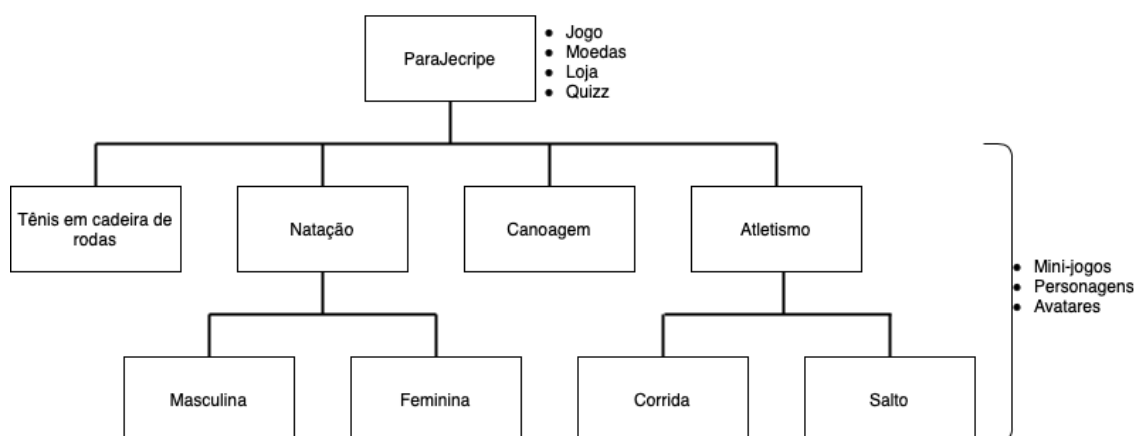 ParaJecripe
• Jogo
• Moedas
• Loja
• Quizz
Tênis em cadeira de
rodas
Natação
Canoagem
Atletismo
• Mini-jogos
• Personagens
• Avatares
Masculina
Feminina
Corrida
Salto